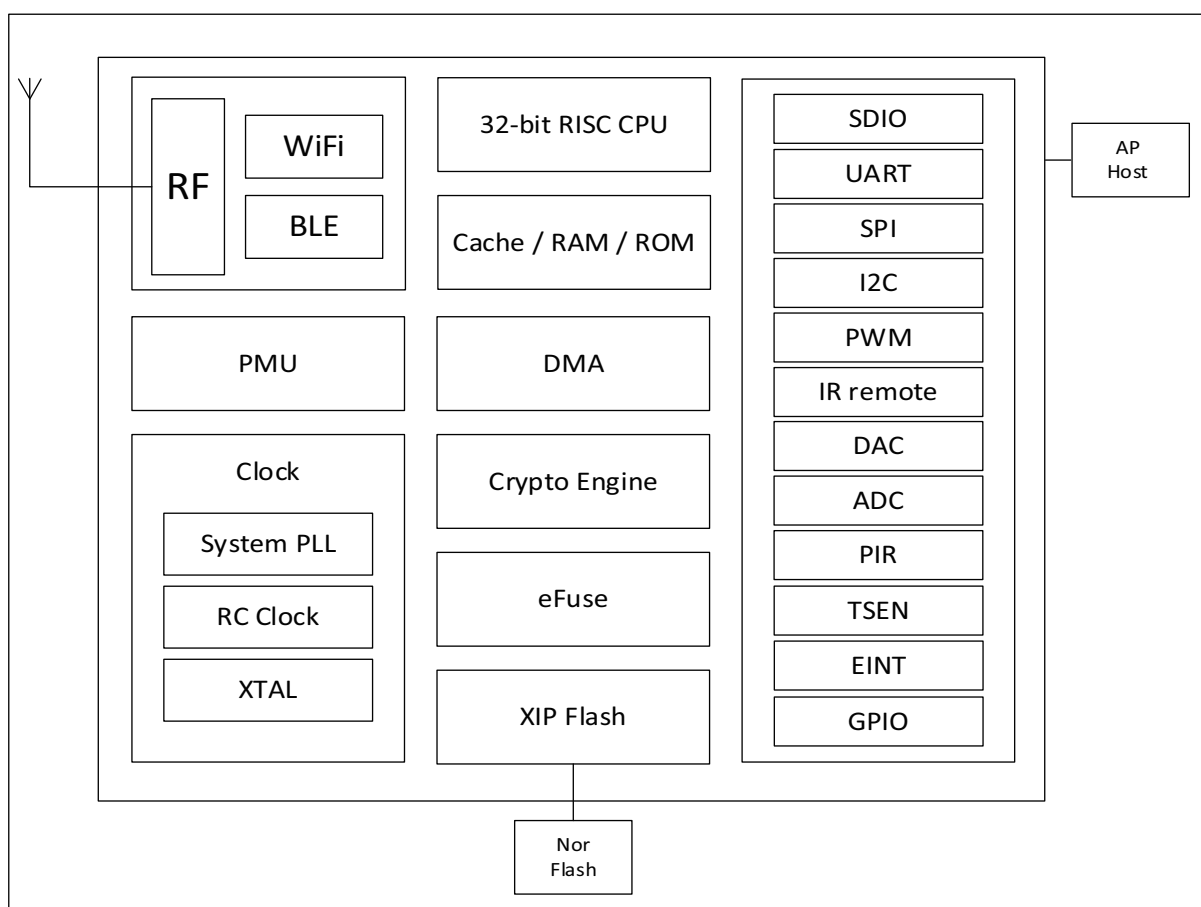 RF
WiFi
BLE
PMU
Clock
System PLL
RC Clock
XTAL
32-bit RISC CPU
Cache / RAM / ROM
DMA
Crypto Engine
eFuse
XIP Flash
SDIO
UART
SPI
I2C
PWM
IR remote
DAC
ADC
PIR
TSEN
EINT
GPIO
AP
Host
Nor
Flash